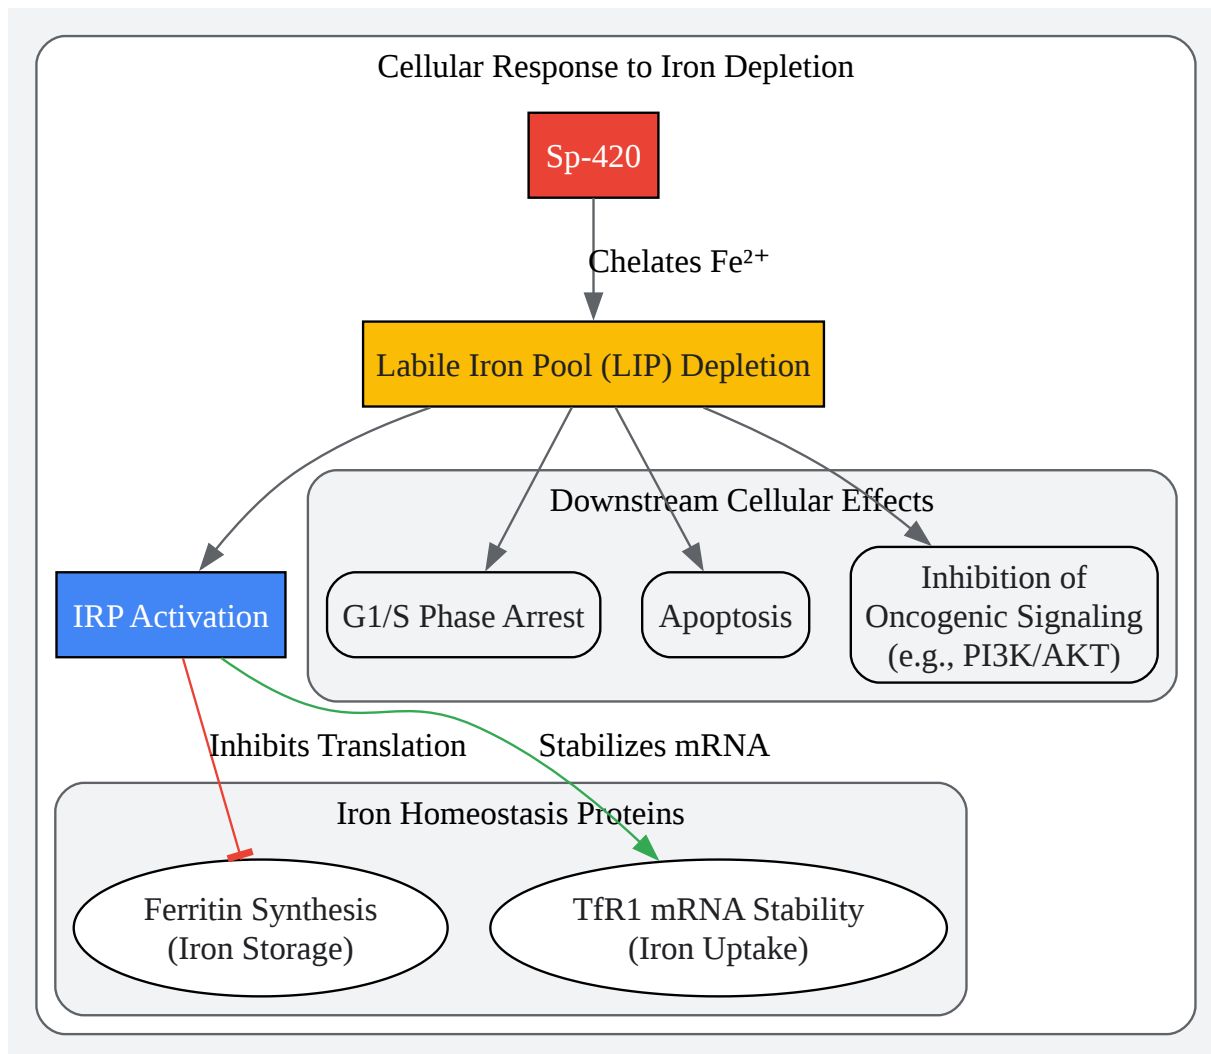 Cellular Response to Iron Depletion
Sp-420
Chelates Fe²⁺
Labile Iron Pool (LIP) Depletion
Downstream Cellular Effects
IRP Activation
G1/S Phase Arrest
Apoptosis
Inhibition of
Oncogenic Signaling
(e.g., PI3K/AKT)
Inhibits Translation
Stabilizes mRNA
Iron Homeostasis Proteins
Ferritin Synthesis
(Iron Storage)
TfR1 mRNA Stability
(Iron Uptake)